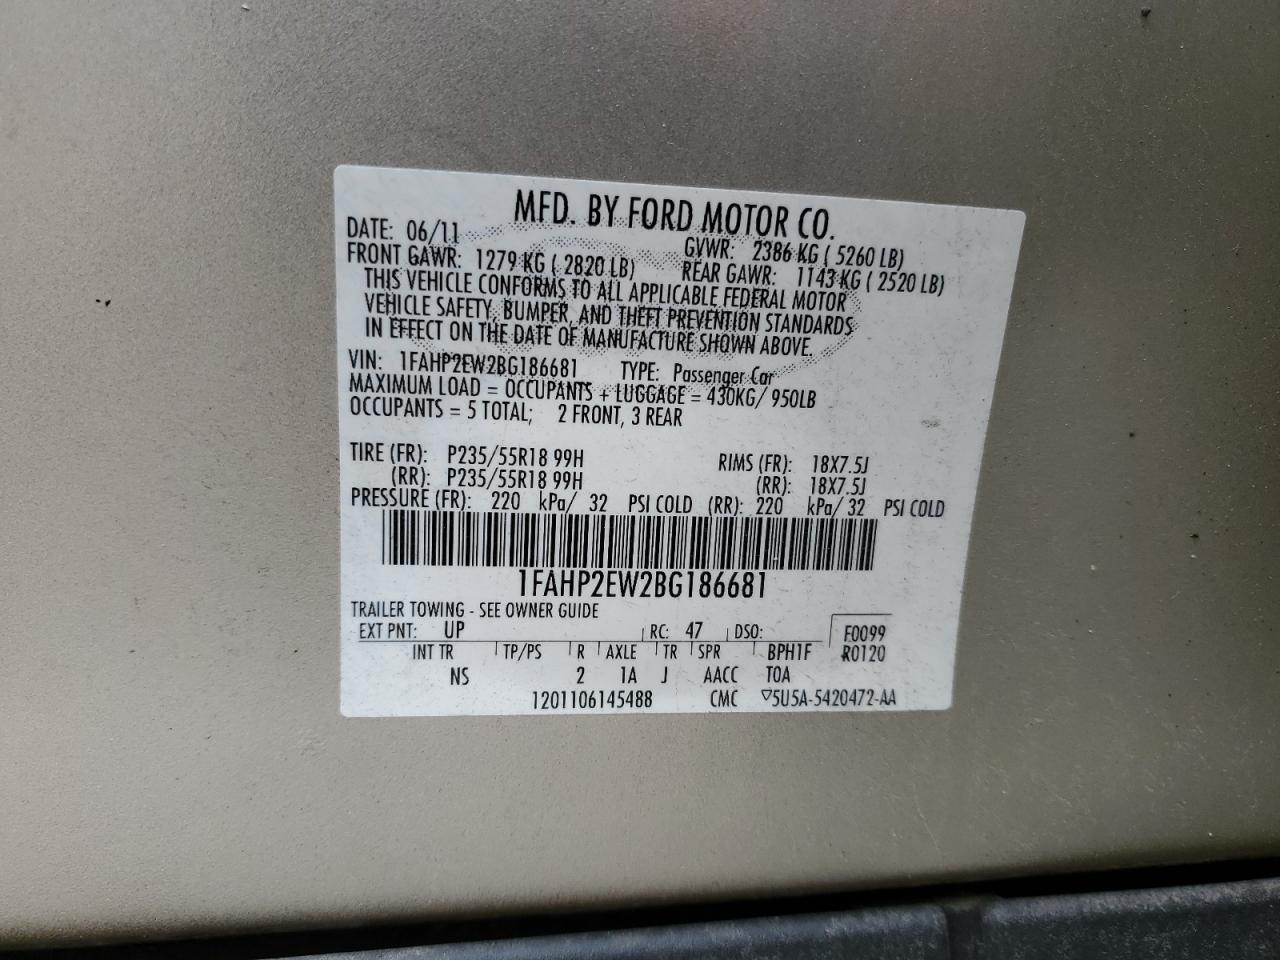 MFD. BY FORD MOTOR CO.
DATE: 06/11 GVWR: 2386 KG ( 5260 LB)
FRONT GAWR: 1279 KG ( 2820 LB) REAR GAWR: 1143 KG ( 2520 LB)
THIS VEHICLE CONFORMS TO ALL APPLICABLE FEDERAL MOTOR
VEHICLE SAFETY, BUMPER, AND THEFT PREVENTION STANDARDS
IN EFFECT ON THE DATE OF MANUFACTURE SHOWN ABOVE.
VIN: 1FAHP2EW2BG186681 TYPE: Passenger Car
MAXIMUM LOAD = OCCUPANTS + LUGGAGE = 430KG/ 950LB
OCCUPANTS = 5 TOTAL; 2 FRONT, 3 REAR
TIRE (FR): P235/55R18 99H RIMS (FR): 18X7.5J
(RR): P235/55R18 99H (RR): 18X7.5J
PRESSURE (FR): 220 kPa/ 32 PSI COLD (RR): 220 kPa/ 32 PSI COLD
1FAHP2EW2BG186681
TRAILER TOWING - SEE OWNER GUIDE
EXT PNT: UP RC: 47 DSO: F0099
INT TR TP/PS R AXLE TR SPR BPH1F R0120
NS 2 1A J AACC T0A
1201106145488 CMC ▽5U5A-5420472-AA